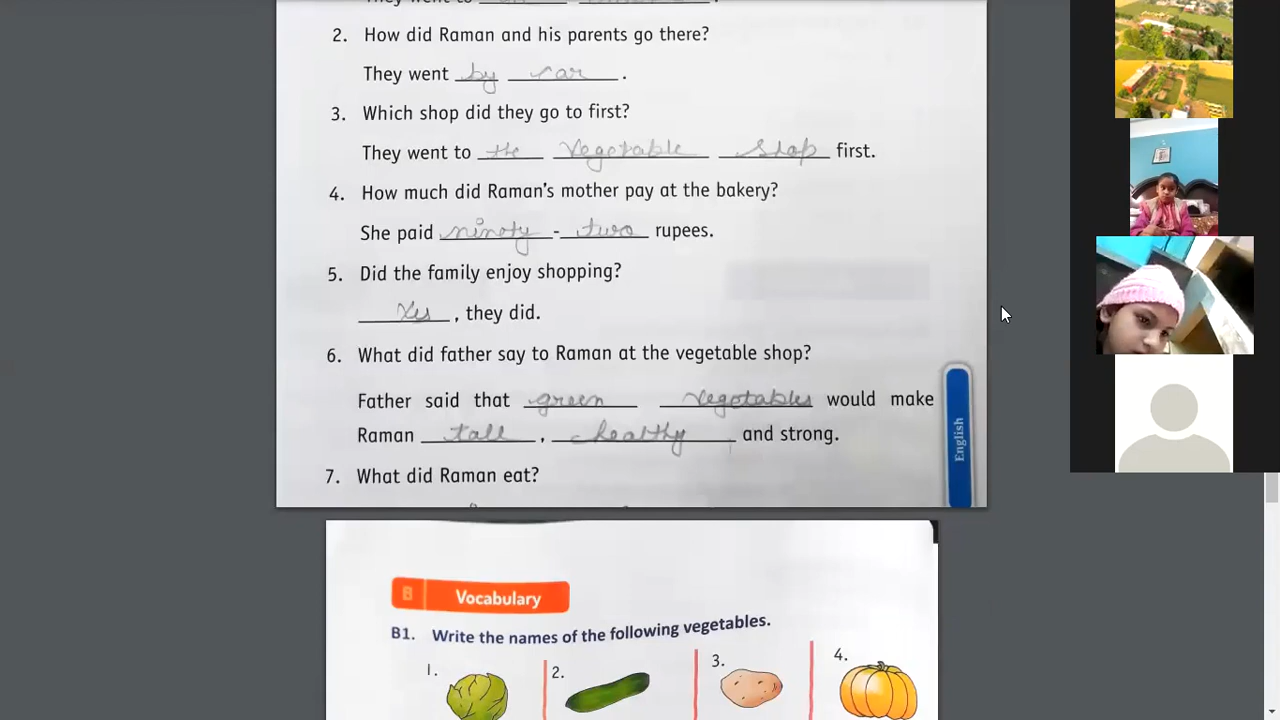 They went to
2. How did Raman and his parents go there?
They went by car.
3. Which shop did they go to first?
They went to the vegetable shop first.
4. How much did Raman's mother pay at the bakery?
She paid ninety-two rupees.
5. Did the family enjoy shopping?
Yes, they did.
6. What did father say to Raman at the vegetable shop?
Father said that green vegetables would make
Raman tall, healthy and strong.
7. What did Raman eat?
English
B Vocabulary
B1. Write the names of the following vegetables.
1. 2. 3. 4.